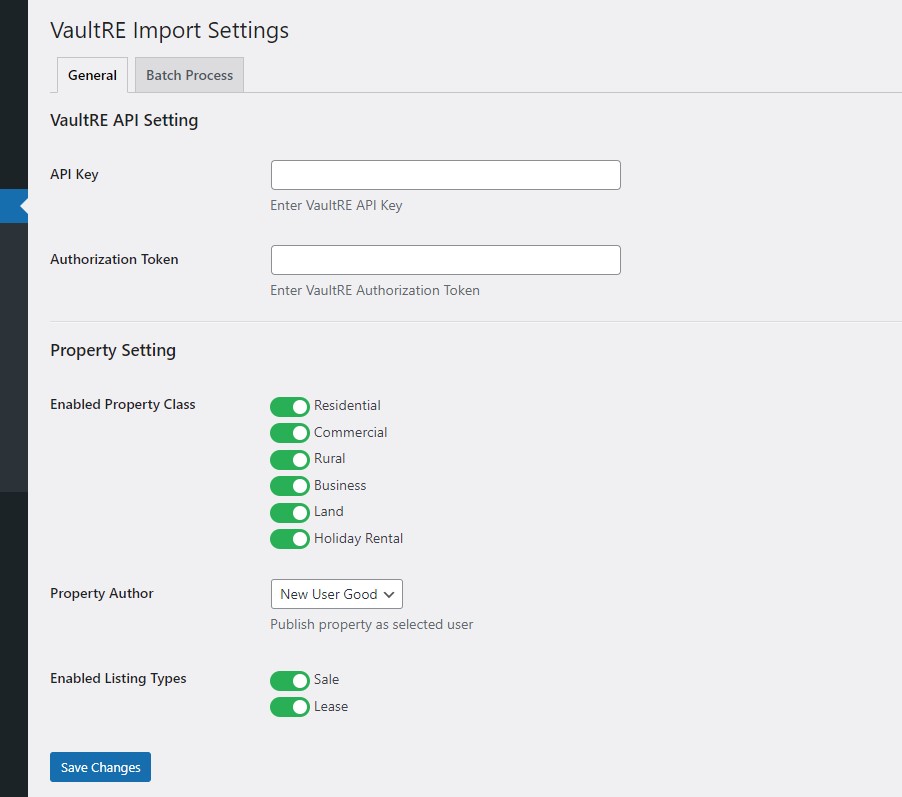 VaultRE Import Settings
General
Batch Process
VaultRE API Setting
API Key
Enter VaultRE API Key
Authorization Token
Enter VaultRE Authorization Token
Property Setting
Enabled Property Class
Residential
Commercial
Rural
Business
Land
Holiday Rental
Property Author
New User Good
Publish property as selected user
Enabled Listing Types
Sale
Lease
Save Changes